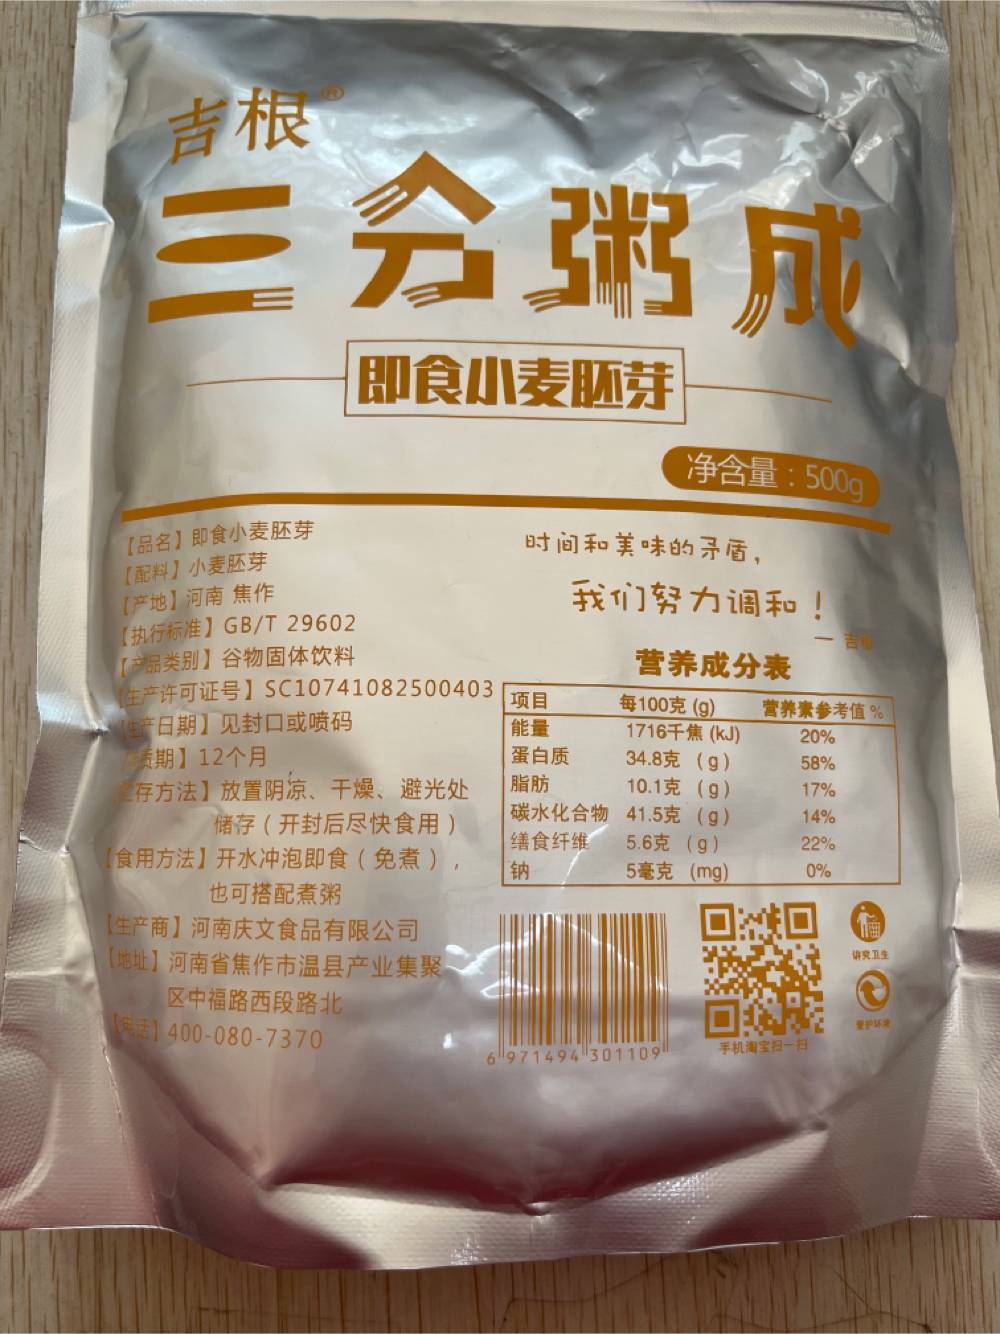 吉根®
三分粥成
即食小麦胚芽
净含量：500g
【品名】即食小麦胚芽
【配料】小麦胚芽
【产地】河南 焦作
【执行标准】GB/T 29602
【产品类别】谷物固体饮料
【生产许可证号】SC10741082500403
【生产日期】见封口或喷码
质期】12个月
存方法】放置阴凉、干燥、避光处
储存（开封后尽快食用）
【食用方法】开水冲泡即食（免煮），
也可搭配煮粥
【生产商】河南庆文食品有限公司
【地址】河南省焦作市温县产业集聚
区中福路西段路北
【电话】400-080-7370
时间和美味的矛盾，
我们努力调和！
— 吉根
营养成分表
项目 每100克 (g) 营养素参考值 %
能量 1716千焦 (kJ) 20%
蛋白质 34.8克 (g) 58%
脂肪 10.1克 (g) 17%
碳水化合物 41.5克 (g) 14%
缮食纤维 5.6克 (g) 22%
钠 5毫克 (mg) 0%
6 971494 301109
手机淘宝扫一扫
讲究卫生
爱护环境